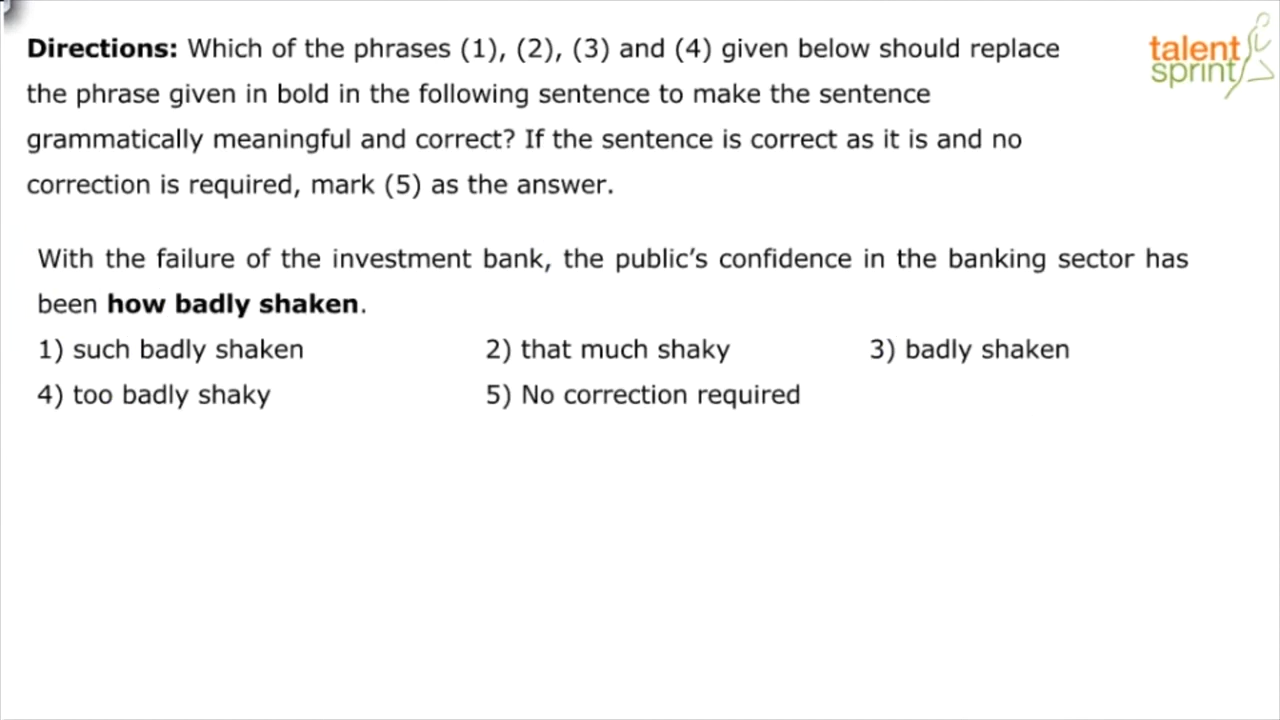 Directions: Which of the phrases (1), (2), (3) and (4) given below should replace
the phrase given in bold in the following sentence to make the sentence
grammatically meaningful and correct? If the sentence is correct as it is and no
correction is required, mark (5) as the answer.
talent
sprint
With the failure of the investment bank, the public’s confidence in the banking sector has
been how badly shaken.
1) such badly shaken 2) that much shaky 3) badly shaken
4) too badly shaky 5) No correction required